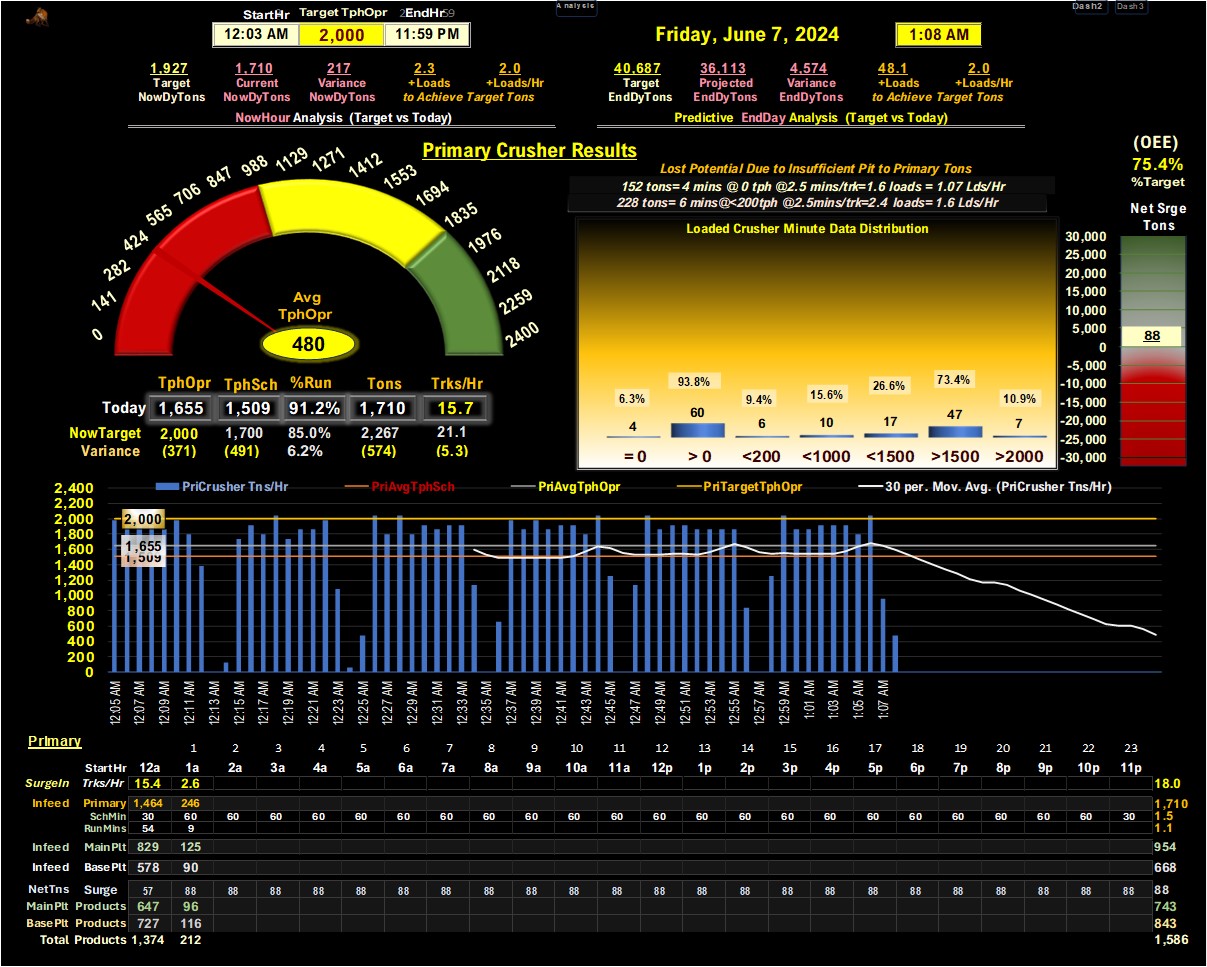 Analysis
Dash2 Dash3
StartHr Target TphOpr EndHr
12:03 AM 2,000 11:59 PM
Friday, June 7, 2024 1:08 AM
1,927 1,710 217 2.3 2.0
Target Current Variance +Loads +Loads/Hr
NowDyTons NowDyTons NowDyTons to Achieve Target Tons
NowHour Analysis (Target vs Today)
40,687 36,113 4,574 48.1 2.0
Target Projected Variance +Loads +Loads/Hr
EndDyTons EndDyTons EndDyTons to Achieve Target Tons
Predictive EndDay Analysis (Target vs Today)
Primary Crusher Results
0 141 282 424 565 706 847 988 1129 1271 1412 1553 1694 1835 1976 2118 2259 2400
Avg
TphOpr
480
TphOpr TphSch %Run Tons Trks/Hr
Today 1,655 1,509 91.2% 1,710 15.7
NowTarget 2,000 1,700 85.0% 2,267 21.1
Variance (371) (491) 6.2% (574) (5.3)
Lost Potential Due to Insufficient Pit to Primary Tons
152 tons= 4 mins @ 0 tph @2.5 mins/trk=1.6 loads = 1.07 Lds/Hr
228 tons= 6 mins@<200tph @2.5mins/trk=2.4 loads= 1.6 Lds/Hr
Loaded Crusher Minute Data Distribution
6.3% 93.8% 9.4% 15.6% 26.6% 73.4% 10.9%
4 60 6 10 17 47 7
= 0 > 0 <200 <1000 <1500 >1500 >2000
(OEE)
75.4%
%Target
Net Srge
Tons
30,000
25,000
20,000
15,000
10,000
5,000
0
-5,000
-10,000
-15,000
-20,000
-25,000
-30,000
88
PriCrusher Tns/Hr PriAvgTphSch PriAvgTphOpr PriTargetTphOpr 30 per. Mov. Avg. (PriCrusher Tns/Hr)
2,400
2,200
2,000
1,800
1,600
1,400
1,200
1,000
800
600
400
200
0
2,000
1,655
1,509
12:05 AM 12:07 AM 12:09 AM 12:11 AM 12:13 AM 12:15 AM 12:17 AM 12:19 AM 12:21 AM 12:23 AM 12:25 AM 12:27 AM 12:29 AM 12:31 AM 12:33 AM 12:35 AM 12:37 AM 12:39 AM 12:41 AM 12:43 AM 12:45 AM 12:47 AM 12:49 AM 12:51 AM 12:53 AM 12:55 AM 12:57 AM 12:59 AM 1:01 AM 1:03 AM 1:05 AM 1:07 AM
Primary
1 2 3 4 5 6 7 8 9 10 11 12 13 14 15 16 17 18 19 20 21 22 23
StartHr 12a 1a 2a 3a 4a 5a 6a 7a 8a 9a 10a 11a 12p 1p 2p 3p 4p 5p 6p 7p 8p 9p 10p 11p
SurgeIn Trks/Hr 15.4 2.6 18.0
Infeed Primary 1,464 246 1,710
SchMin 30 60 60 60 60 60 60 60 60 60 60 60 60 60 60 60 60 60 60 60 60 60 60 30 1.5
RunMins 54 9 1.1
Infeed MainPlt 829 125 954
Infeed BasePlt 578 90 668
NetTns Surge 57 88 88 88 88 88 88 88 88 88 88 88 88 88 88 88 88 88 88 88 88 88 88 88 88
MainPlt Products 647 96 743
BasePlt Products 727 116 843
Total Products 1,374 212 1,586